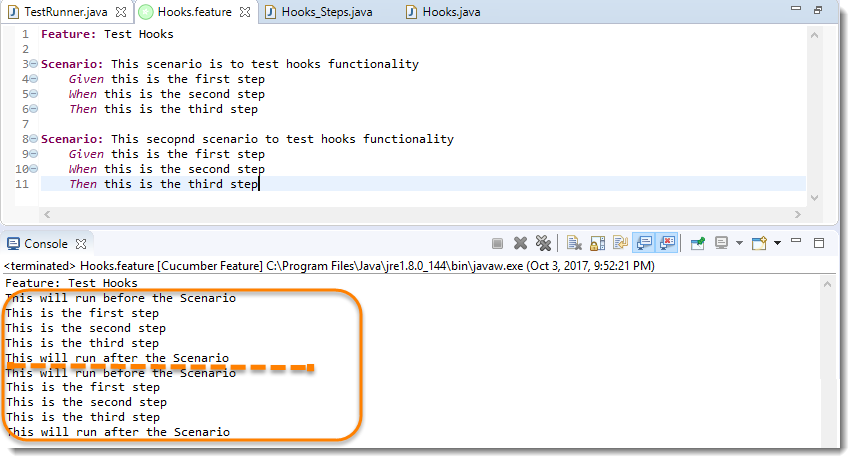 TestRunner.java Hooks.feature Hooks_Steps.java Hooks.java
1 Feature: Test Hooks
2
3 Scenario: This scenario is to test hooks functionality
4 Given this is the first step
5 When this is the second step
6 Then this is the third step
7
8 Scenario: This secopnd scenario to test hooks functionality
9 Given this is the first step
10 When this is the second step
11 Then this is the third step
Console
<terminated> Hooks.feature [Cucumber Feature] C:\Program Files\Java\jre1.8.0_144\bin\javaw.exe (Oct 3, 2017, 9:52:21 PM)
Feature: Test Hooks
This will run before the Scenario
This is the first step
This is the second step
This is the third step
This will run after the Scenario
This will run before the Scenario
This is the first step
This is the second step
This is the third step
This will run after the Scenario